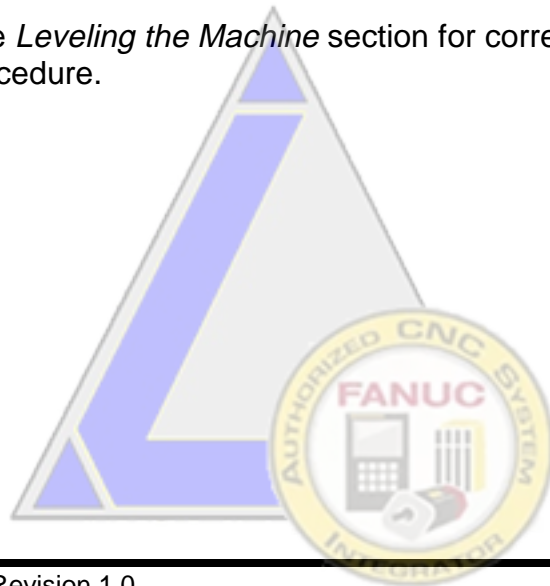 e Leveling the Machine section for corre
cedure.
AUTHORIZED CNC SYSTEM
FANUC
INTEGRATOR
Revision 1.0